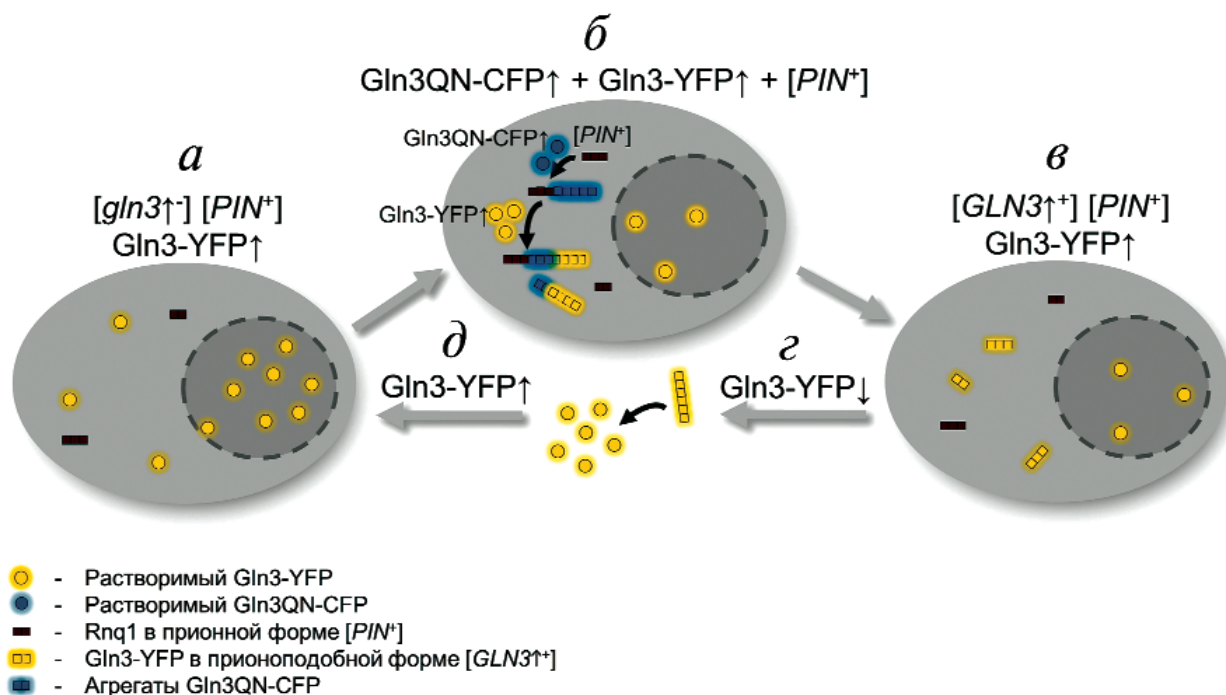 б
Gln3QN-CFP↑ + Gln3-YFP↑ + [PIN⁺]
Gln3QN-CFP↑ [PIN⁺]
Gln3-YFP↑
а
[gln3↑⁻] [PIN⁺]
Gln3-YFP↑
в
[GLN3↑⁺] [PIN⁺]
Gln3-YFP↑
д
Gln3-YFP↑
г
Gln3-YFP↓
- Растворимый Gln3-YFP
- Растворимый Gln3QN-CFP
- Rnq1 в прионной форме [PIN⁺]
- Gln3-YFP в прионоподобной форме [GLN3↑⁺]
- Агрегаты Gln3QN-CFP